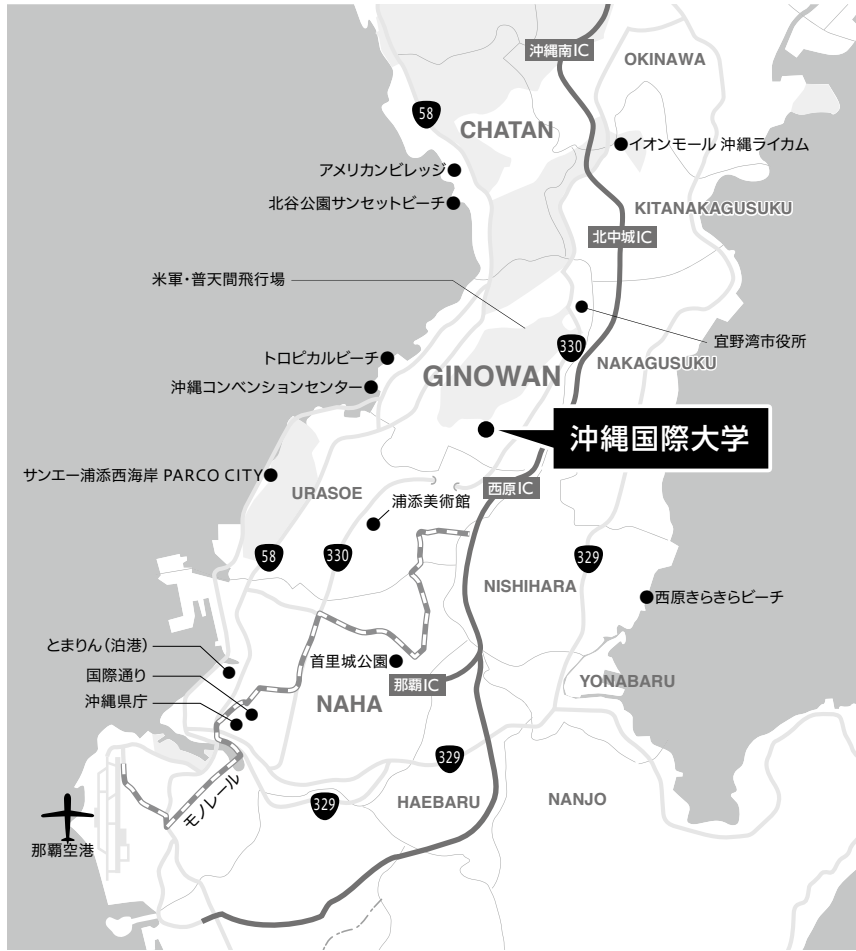 沖縄南IC
OKINAWA
58
CHATAN
イオンモール 沖縄ライカム
アメリカンビレッジ
北谷公園サンセットビーチ
KITANAKAGUSUKU
北中城IC
米軍・普天間飛行場
宜野湾市役所
330
トロピカルビーチ
NAKAGUSUKU
GINOWAN
沖縄コンベンションセンター
沖縄国際大学
サンエー浦添西海岸 PARCO CITY
URASOE
西原IC
浦添美術館
58
330
329
NISHIHARA
西原きらきらビーチ
とまりん（泊港）
首里城公園
国際通り
那覇IC
YONABARU
沖縄県庁
NAHA
329
モノレール
329
HAEBARU
NANJO
那覇空港